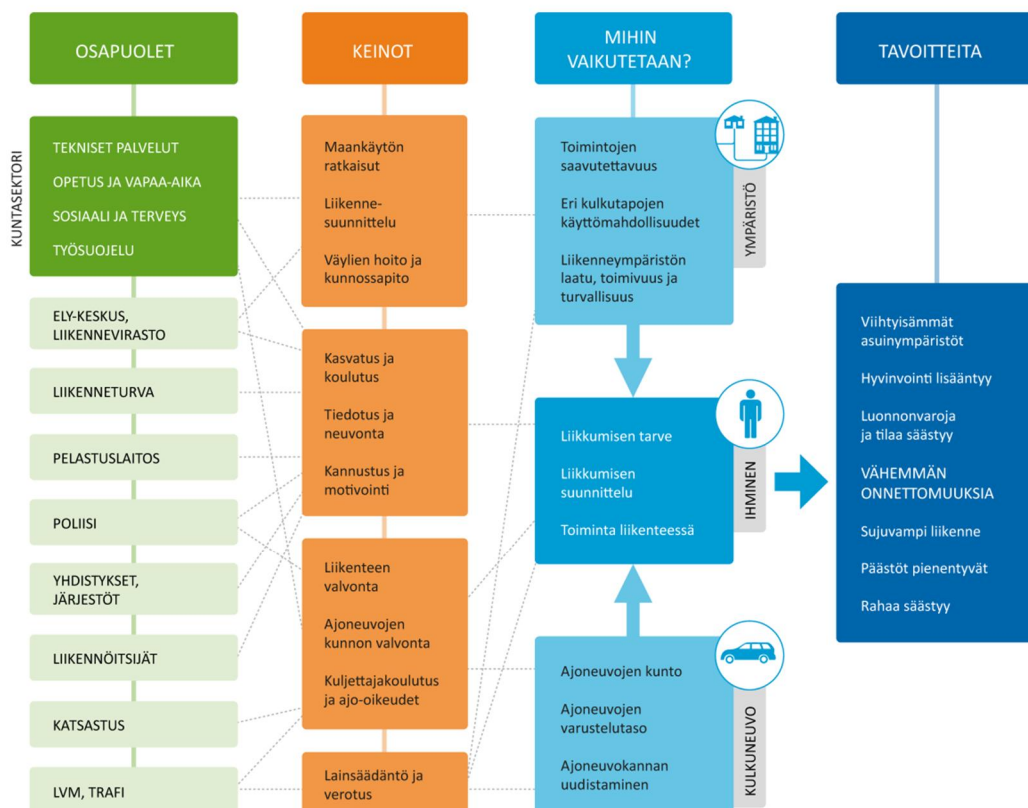 OSAPUOLET
KUNTASEKTORI
TEKNISET PALVELUT
OPETUS JA VAPAA-AIKA
SOSIAALI JA TERVEYS
TYÖSUOJELU
ELY-KESKUS,
LIIKENNEVIRASTO
LIIKENNETURVA
PELASTUSLAITOS
POLIISI
YHDISTYKSET,
JÄRJESTÖT
LIIKENNÖITSIJÄT
KATSASTUS
LVM, TRAFI
KEINOT
Maankäytön
ratkaisut
Liikenne-
suunnittelu
Väylien hoito ja
kunnossapito
Kasvatus ja
koulutus
Tiedotus ja
neuvonta
Kannustus ja
motivointi
Liikenteen
valvonta
Ajoneuvojen
kunnon valvonta
Kuljettajakoulutus
ja ajo-oikeudet
Lainsäädäntö ja
verotus
MIHIN
VAIKUTETAAN?
Toimintojen
saavutettavuus
Eri kulkutapojen
käyttömahdollisuudet
Liikenneympäristön
laatu, toimivuus ja
turvallisuus
YMPÄRISTÖ
Liikkumisen tarve
Liikkumisen
suunnittelu
Toiminta liikenteessä
IHMINEN
Ajoneuvojen kunto
Ajoneuvojen
varustelutaso
Ajoneuvokannan
uudistaminen
KULKUNEUVO
TAVOITTEITA
Viihtyisämmät
asuinympäristöt
Hyvinvointi lisääntyy
Luonnonvaroja
ja tilaa säästyy
VÄHEMMÄN
ONNETTOMUUKSIA
Sujuvampi liikenne
Päästöt pienentyvät
Rahaa säästyy